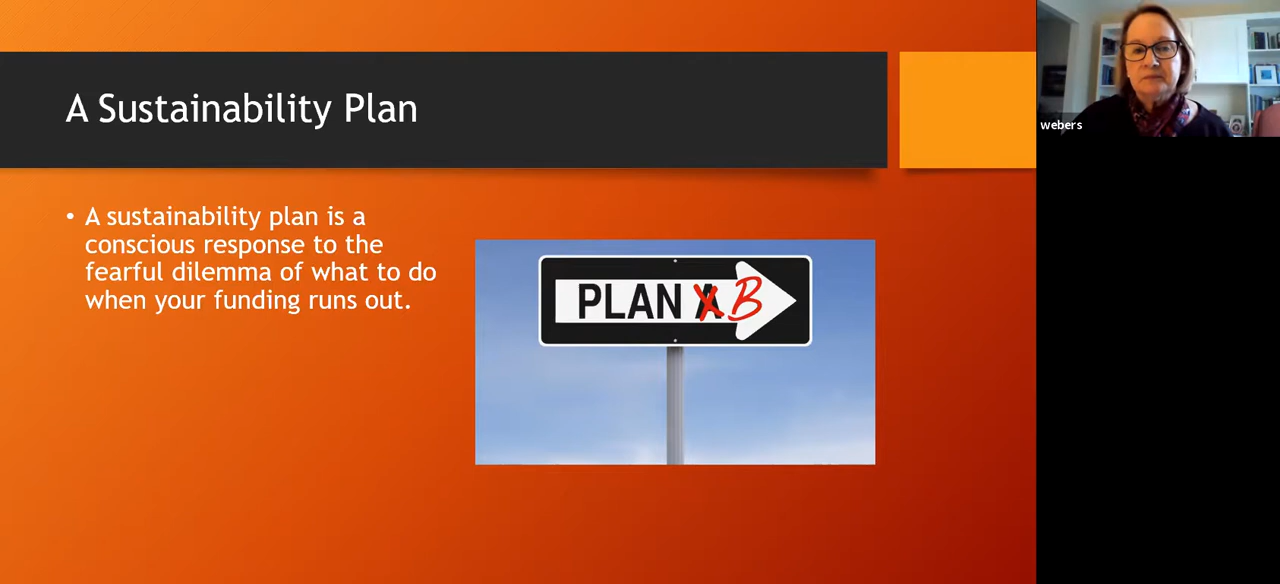 A Sustainability Plan
• A sustainability plan is a
conscious response to the
fearful dilemma of what to do
when your funding runs out.
PLAN A B
webers